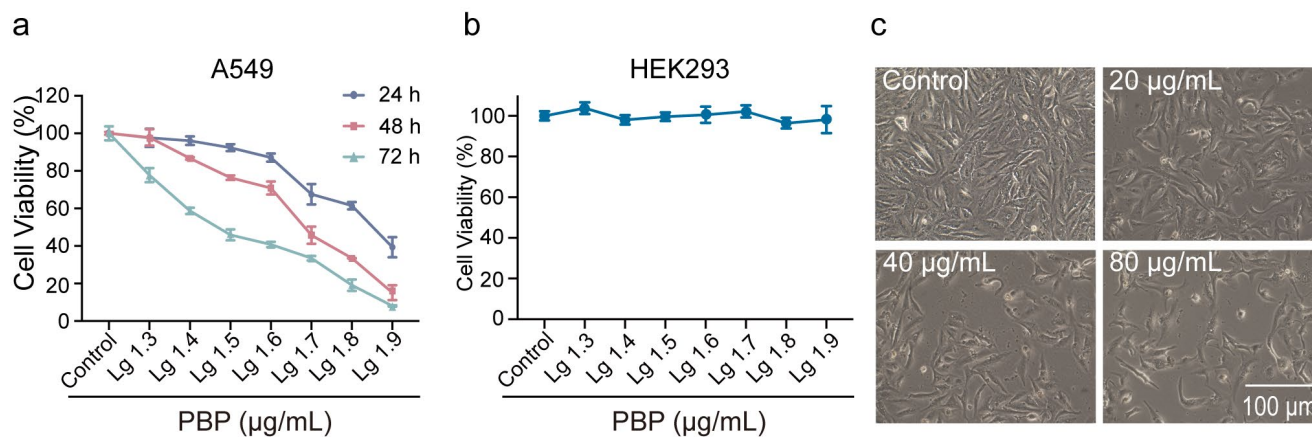 a
A549
24 h
48 h
72 h
Cell Viability (%)
120
100
80
60
40
20
0
Control
Lg 1.3
Lg 1.4
Lg 1.5
Lg 1.6
Lg 1.7
Lg 1.8
Lg 1.9
PBP (µg/mL)
b
HEK293
Cell Viability (%)
100
80
60
40
20
0
Control
Lg 1.3
Lg 1.4
Lg 1.5
Lg 1.6
Lg 1.7
Lg 1.8
Lg 1.9
PBP (µg/mL)
c
Control
20 µg/mL
40 µg/mL
80 µg/mL
100 µm